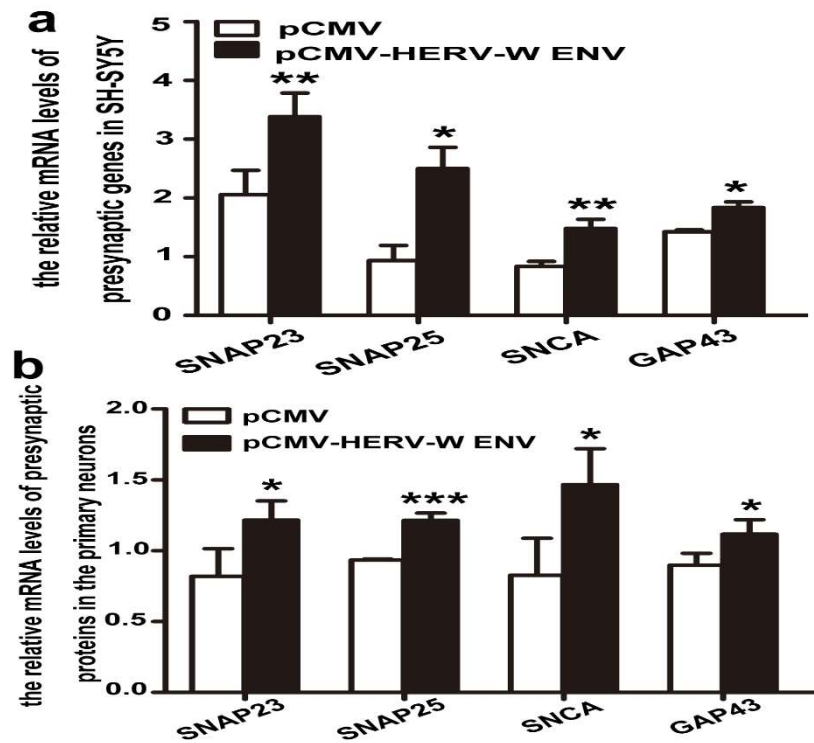 a
the relative mRNA levels of
presynaptic genes in SH-SY5Y
5
4
3
2
1
0
pCMV
pCMV-HERV-W ENV
**
*
**
*
SNAP23
SNAP25
SNCA
GAP43
b
the relative mRNA levels of presynaptic
proteins in the primary neurons
2.0
1.5
1.0
0.5
0.0
pCMV
pCMV-HERV-W ENV
*
***
*
*
SNAP23
SNAP25
SNCA
GAP43